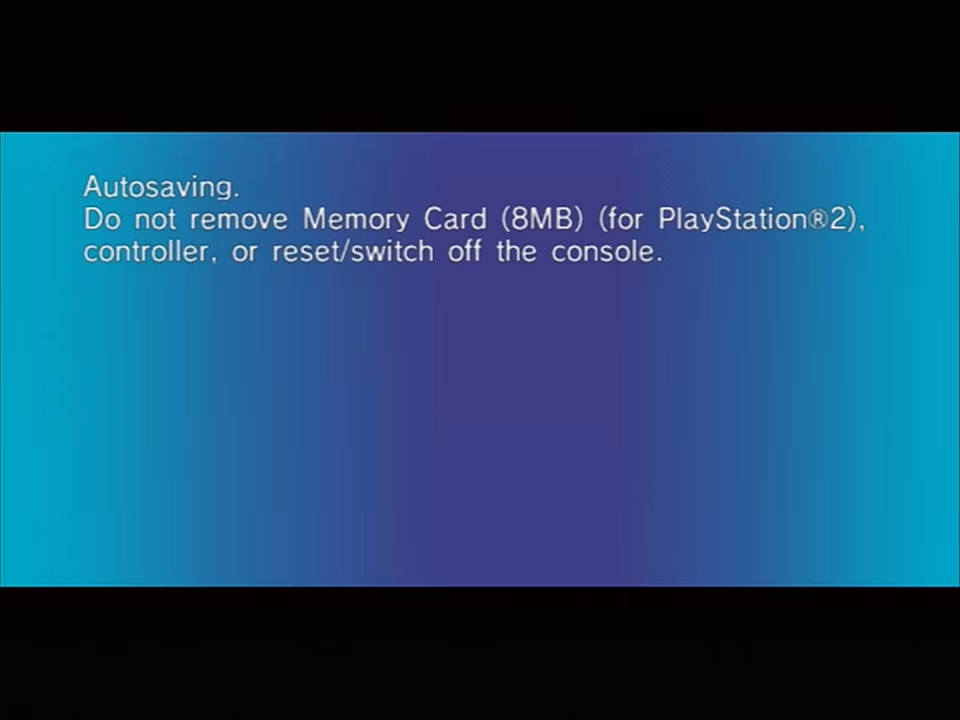 Autosaving.
Do not remove Memory Card (8MB) (for PlayStation®2),
controller, or reset/switch off the console.